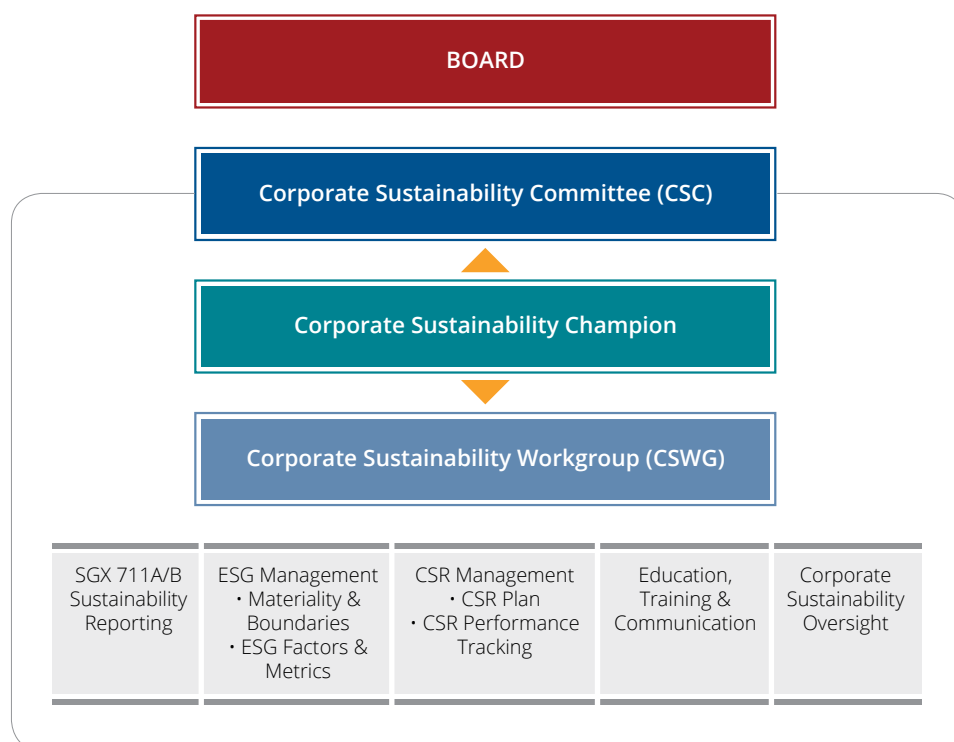 BOARD
Corporate Sustainability Committee (CSC)
Corporate Sustainability Champion
Corporate Sustainability Workgroup (CSWG)
SGX 711A/B
Sustainability
Reporting
ESG Management
• Materiality &
Boundaries
• ESG Factors &
Metrics
CSR Management
• CSR Plan
• CSR Performance
Tracking
Education,
Training &
Communication
Corporate
Sustainability
Oversight